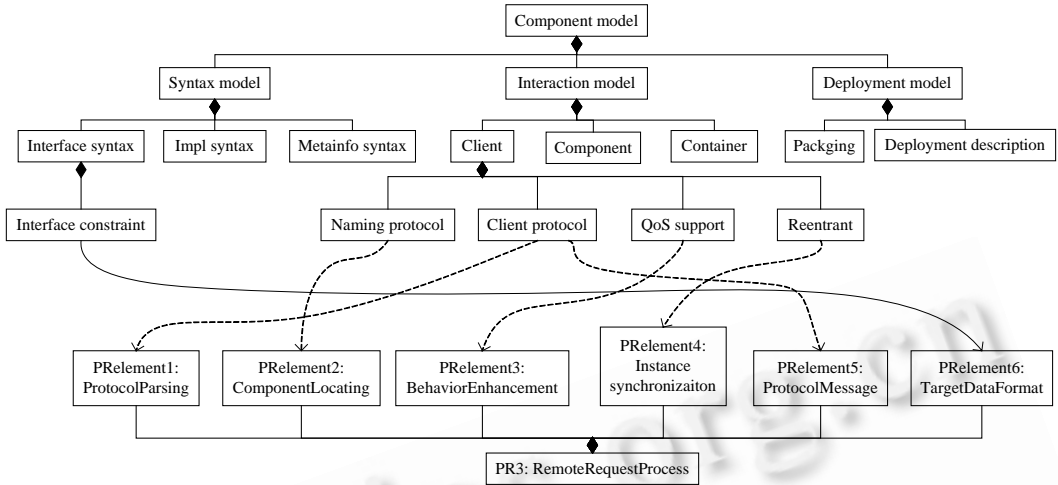 Component model
Syntax model
Interaction model
Deployment model
Interface syntax
Impl syntax
Metainfo syntax
Client
Component
Container
Packging
Deployment description
Interface constraint
Naming protocol
Client protocol
QoS support
Reentrant
PRelement1:
ProtocolParsing
PRelement2:
ComponentLocating
PRelement3:
BehaviorEnhancement
PRelement4:
Instance
synchronizaiton
PRelement5:
ProtocolMessage
PRelement6:
TargetDataFormat
PR3: RemoteRequestProcess
org.cn